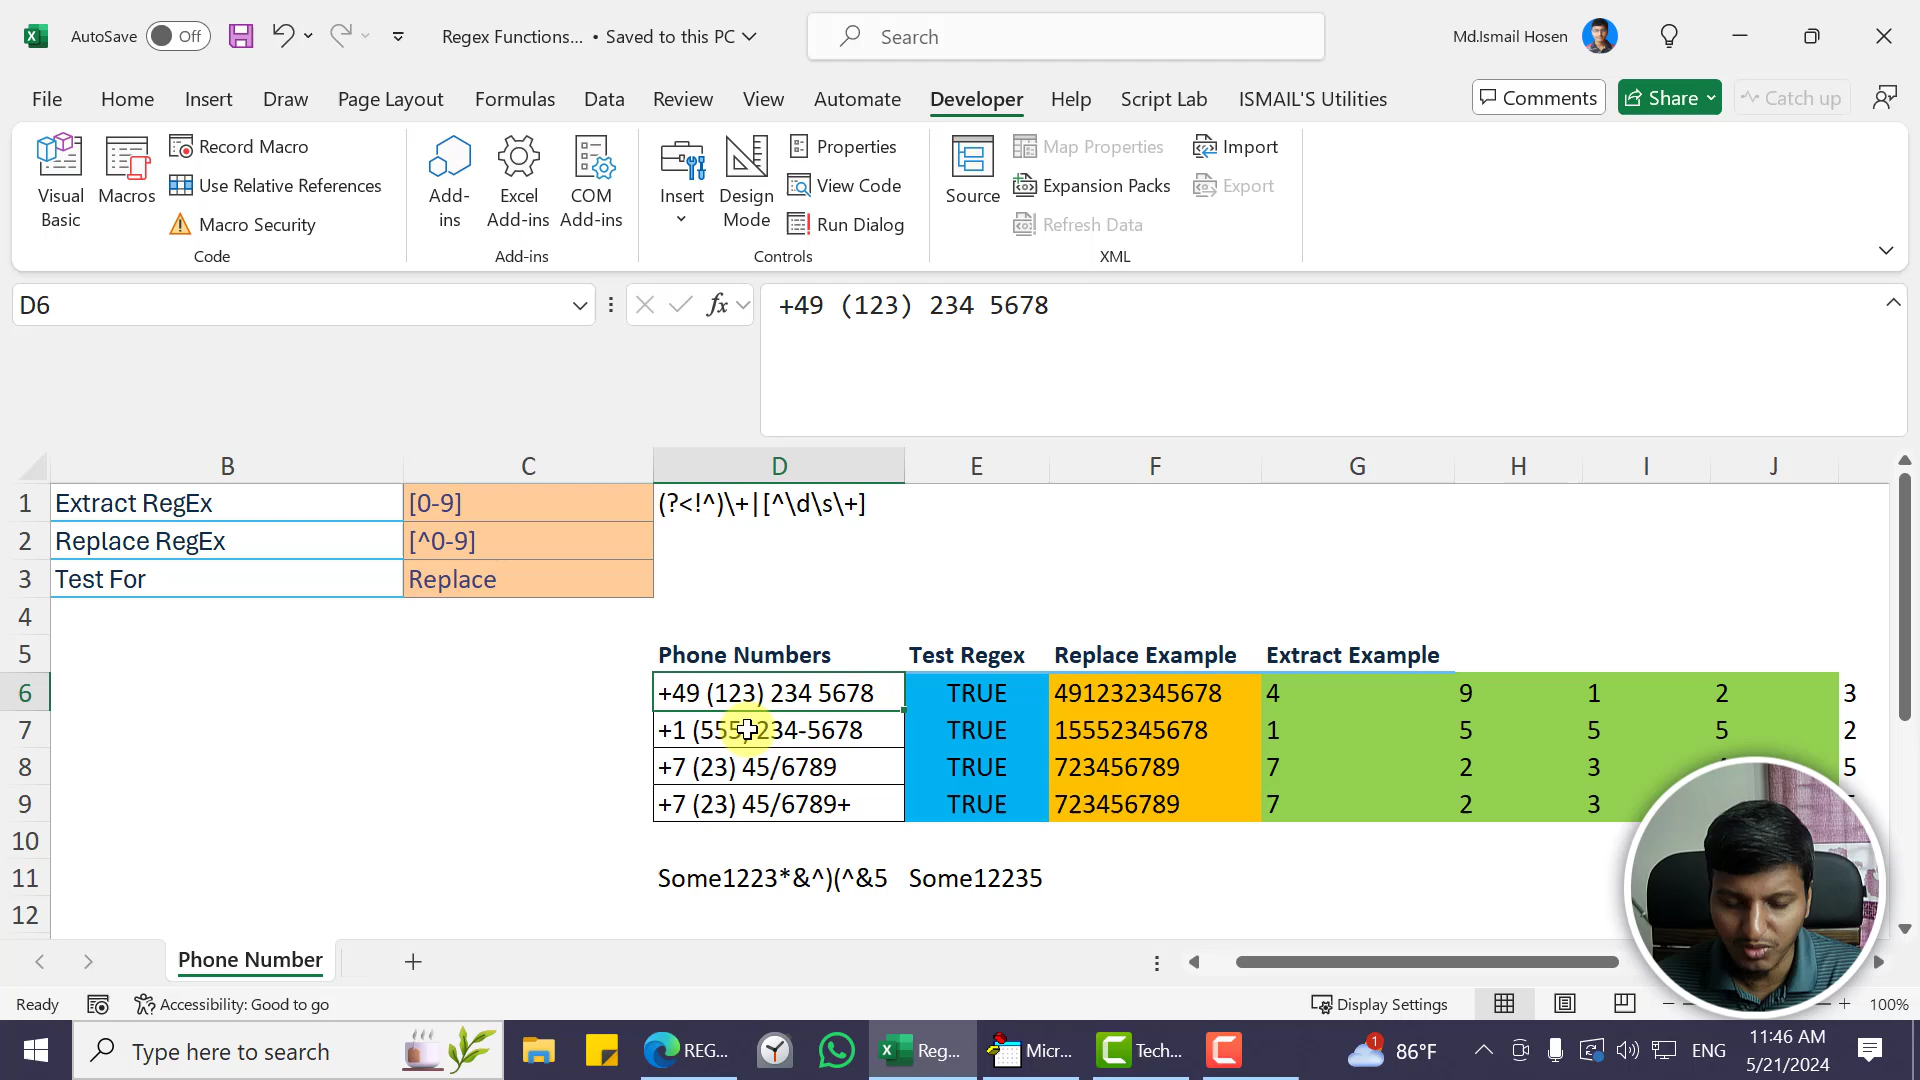 AutoSave Off Regex Functions... • Saved to this PC Search Md.Ismail Hosen
File Home Insert Draw Page Layout Formulas Data Review View Automate Developer Help Script Lab ISMAIL'S Utilities Comments Share Catch up
Visual Basic
Macros
Record Macro
Use Relative References
Macro Security
Code
Add-ins
Excel Add-ins
COM Add-ins
Add-ins
Insert
Design Mode
Properties
View Code
Run Dialog
Controls
Source
Map Properties
Expansion Packs
Refresh Data
Import
Export
XML
D6 fx +49 (123) 234 5678
B C D E F G H I J
1 Extract RegEx [0-9] (?<!^)\+|[^\d\s\+]
2 Replace RegEx [^0-9]
3 Test For Replace
4
5 Phone Numbers Test Regex Replace Example Extract Example
6 +49 (123) 234 5678 TRUE 491232345678 4 9 1 2 3
7 +1 (555) 234-5678 TRUE 15552345678 1 5 5 5 2
8 +7 (23) 45/6789 TRUE 723456789 7 2 3 5
9 +7 (23) 45/6789+ TRUE 723456789 7 2 3
10
11 Some1223*&^)(^&5 Some12235
12
Phone Number
Ready Accessibility: Good to go Display Settings 100%
Type here to search REG... Reg... Micr... Tech... 1 86°F ENG 11:46 AM
5/21/2024